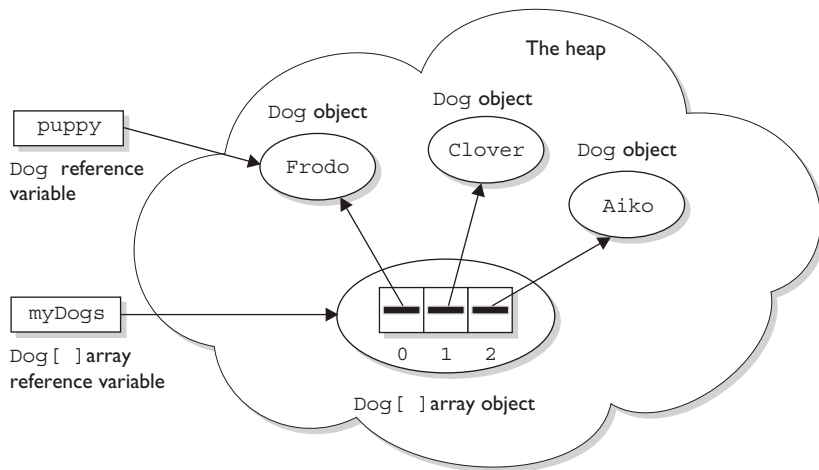 The heap
Dog object
Dog object
puppy
Clover
Dog object
Frodo
Dog reference
variable
Aiko
myDogs
0 1 2
Dog[ ]array
reference variable
Dog[ ]array object